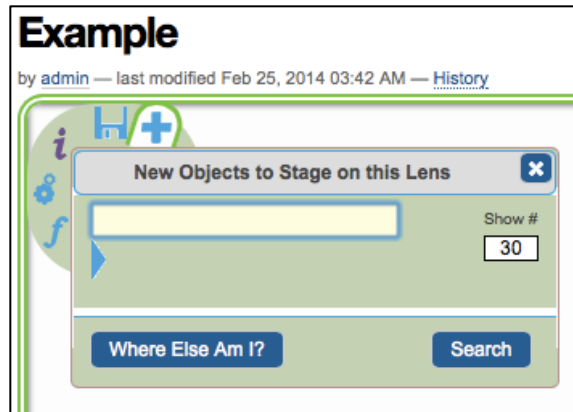 Example
by admin — last modified Feb 25, 2014 03:42 AM — History
i
New Objects to Stage on this Lens
f
Show #
30
Where Else Am I?
Search